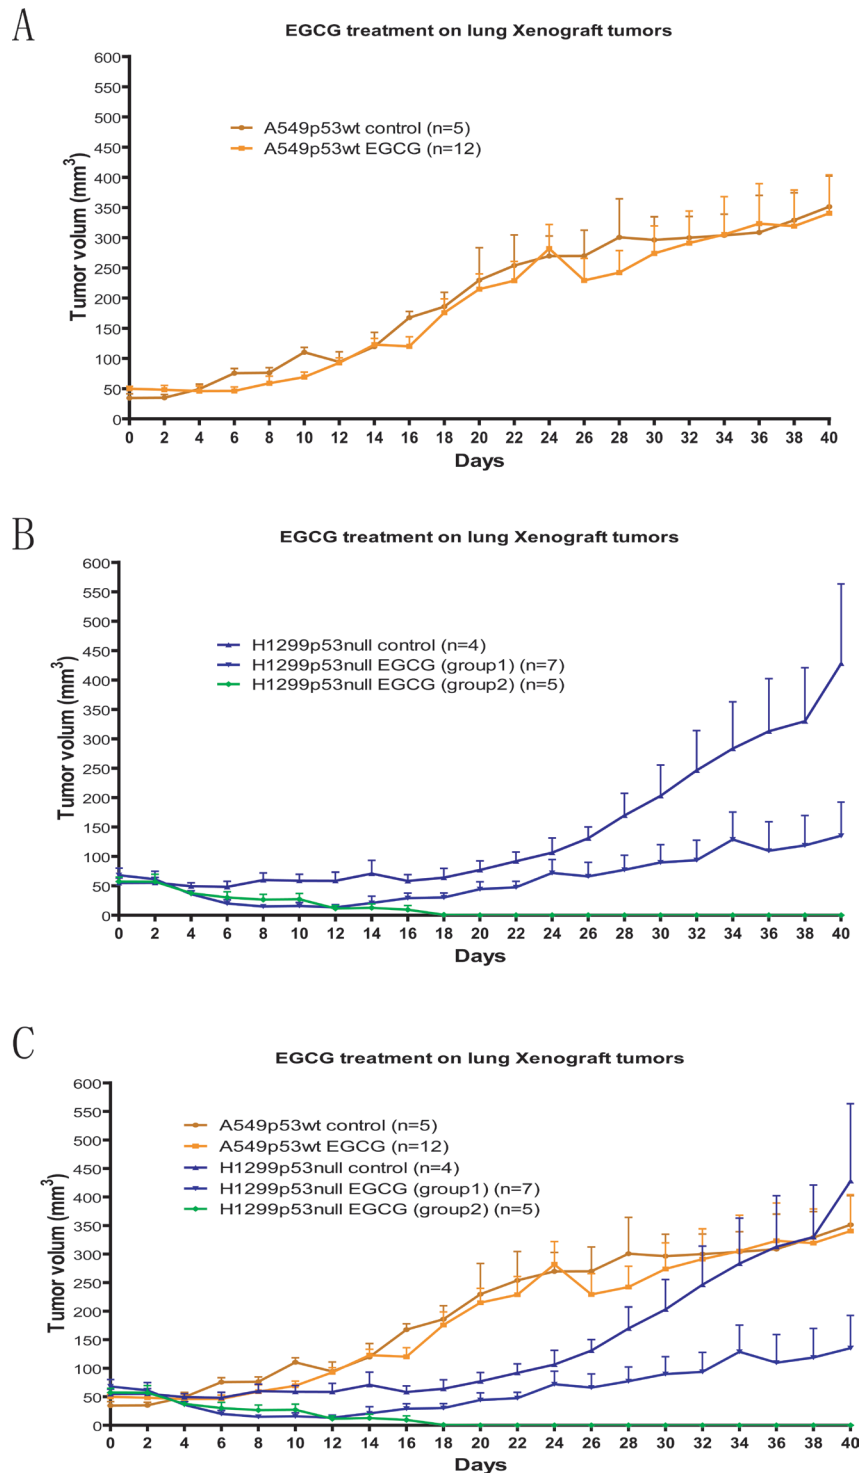 A
EGCG treatment on lung Xenograft tumors
600
550
500
450
400
350
300
250
200
150
100
50
0
Tumor volum (mm³)
A549p53wt control (n=5)
A549p53wt EGCG (n=12)
0 2 4 6 8 10 12 14 16 18 20 22 24 26 28 30 32 34 36 38 40
Days
B
EGCG treatment on lung Xenograft tumors
600
550
500
450
400
350
300
250
200
150
100
50
0
Tumor volum (mm³)
H1299p53null control (n=4)
H1299p53null EGCG (group1) (n=7)
H1299p53null EGCG (group2) (n=5)
0 2 4 6 8 10 12 14 16 18 20 22 24 26 28 30 32 34 36 38 40
Days
C
EGCG treatment on lung Xenograft tumors
600
550
500
450
400
350
300
250
200
150
100
50
0
Tumor volum (mm³)
A549p53wt control (n=5)
A549p53wt EGCG (n=12)
H1299p53null control (n=4)
H1299p53null EGCG (group1) (n=7)
H1299p53null EGCG (group2) (n=5)
0 2 4 6 8 10 12 14 16 18 20 22 24 26 28 30 32 34 36 38 40
Days